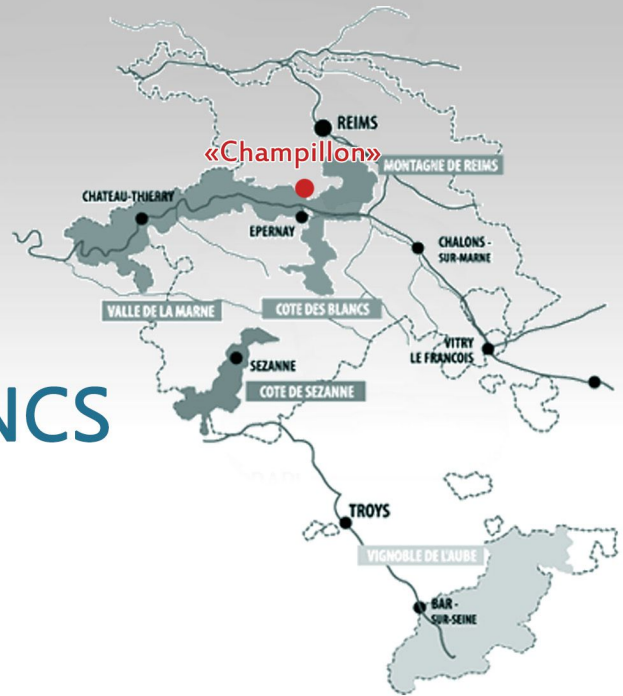 REIMS
«Champillon»
MONTAGNE DE REIMS
CHATEAU-THIERRY
EPERNAY
CHALONS -
SUR-MARNE
VALLE DE LA MARNE
COTE DES BLANCS
VITRY
LE FRANCOIS
SEZANNE
COTE DE SEZANNE
NCS
TROYS
VIGNOBLE DE L'AUBE
BAR -
SUR-SEINE